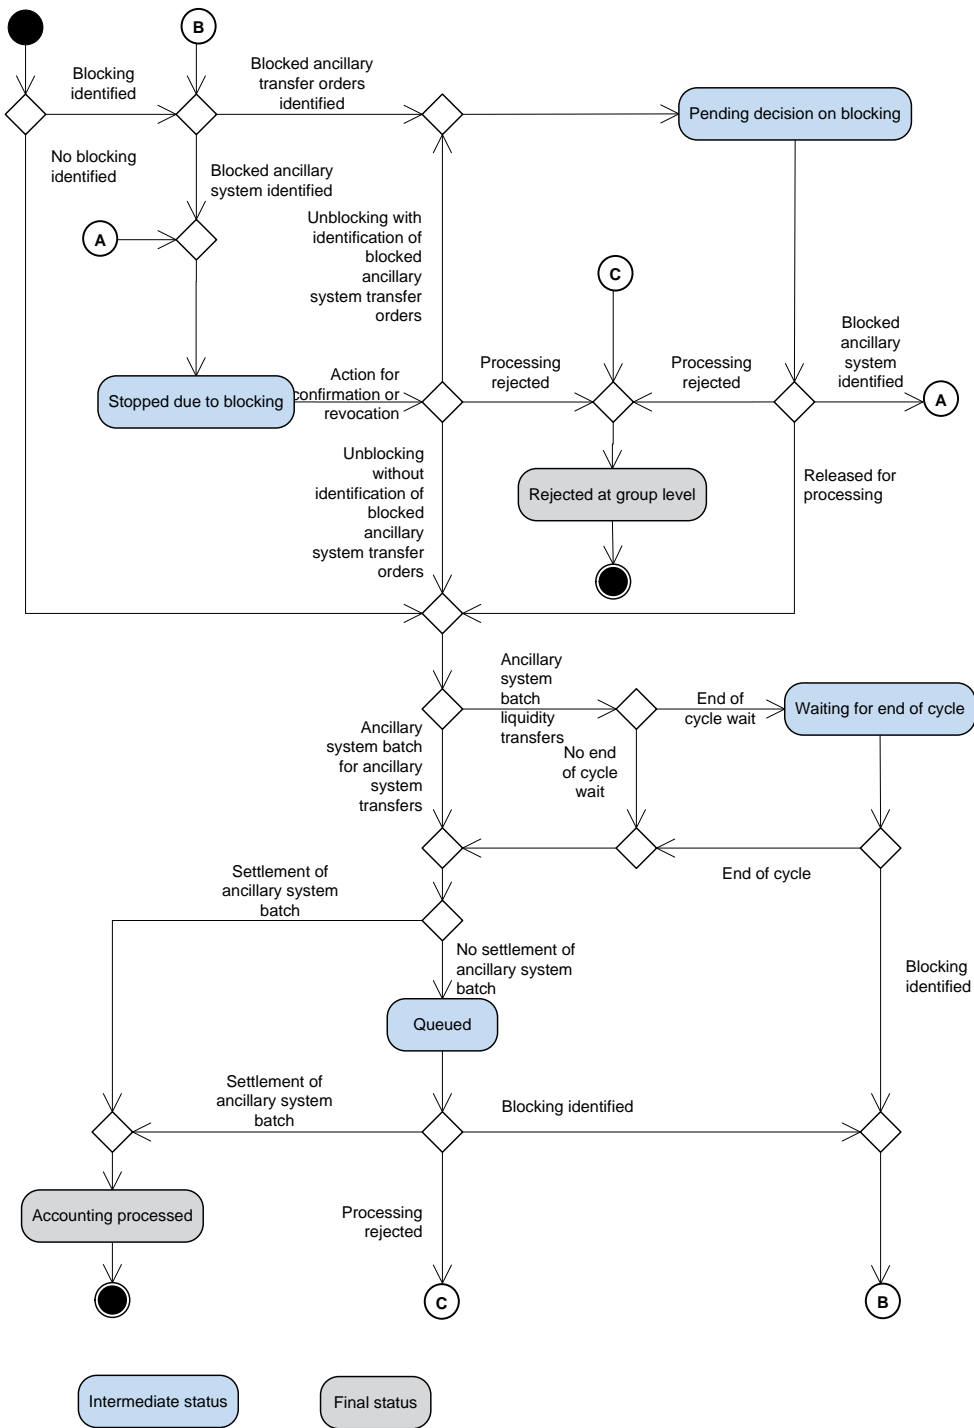 B
Blocking
identified
Blocked ancillary
transfer orders
identified
Pending decision on blocking
No blocking
identified
Blocked ancillary
system identified
A
Unblocking with
identification of
blocked
ancillary
system transfer
orders
C
Blocked
ancillary
system
identified
Processing
rejected
Processing
rejected
A
Action for
confirmation or
revocation
Stopped due to blocking
Unblocking
without
identification of
blocked
ancillary
system transfer
orders
Rejected at group level
Released for
processing
Ancillary
system
batch
liquidity
transfers
End of
cycle wait
Waiting for end of cycle
Ancillary
system batch
for ancillary
system
transfers
No end
of cycle
wait
End of cycle
Settlement of
ancillary system
batch
No settlement of
ancillary system
batch
Blocking
identified
Queued
Settlement of
ancillary system
batch
Blocking identified
Accounting processed
Processing
rejected
C
B
Intermediate status
Final status